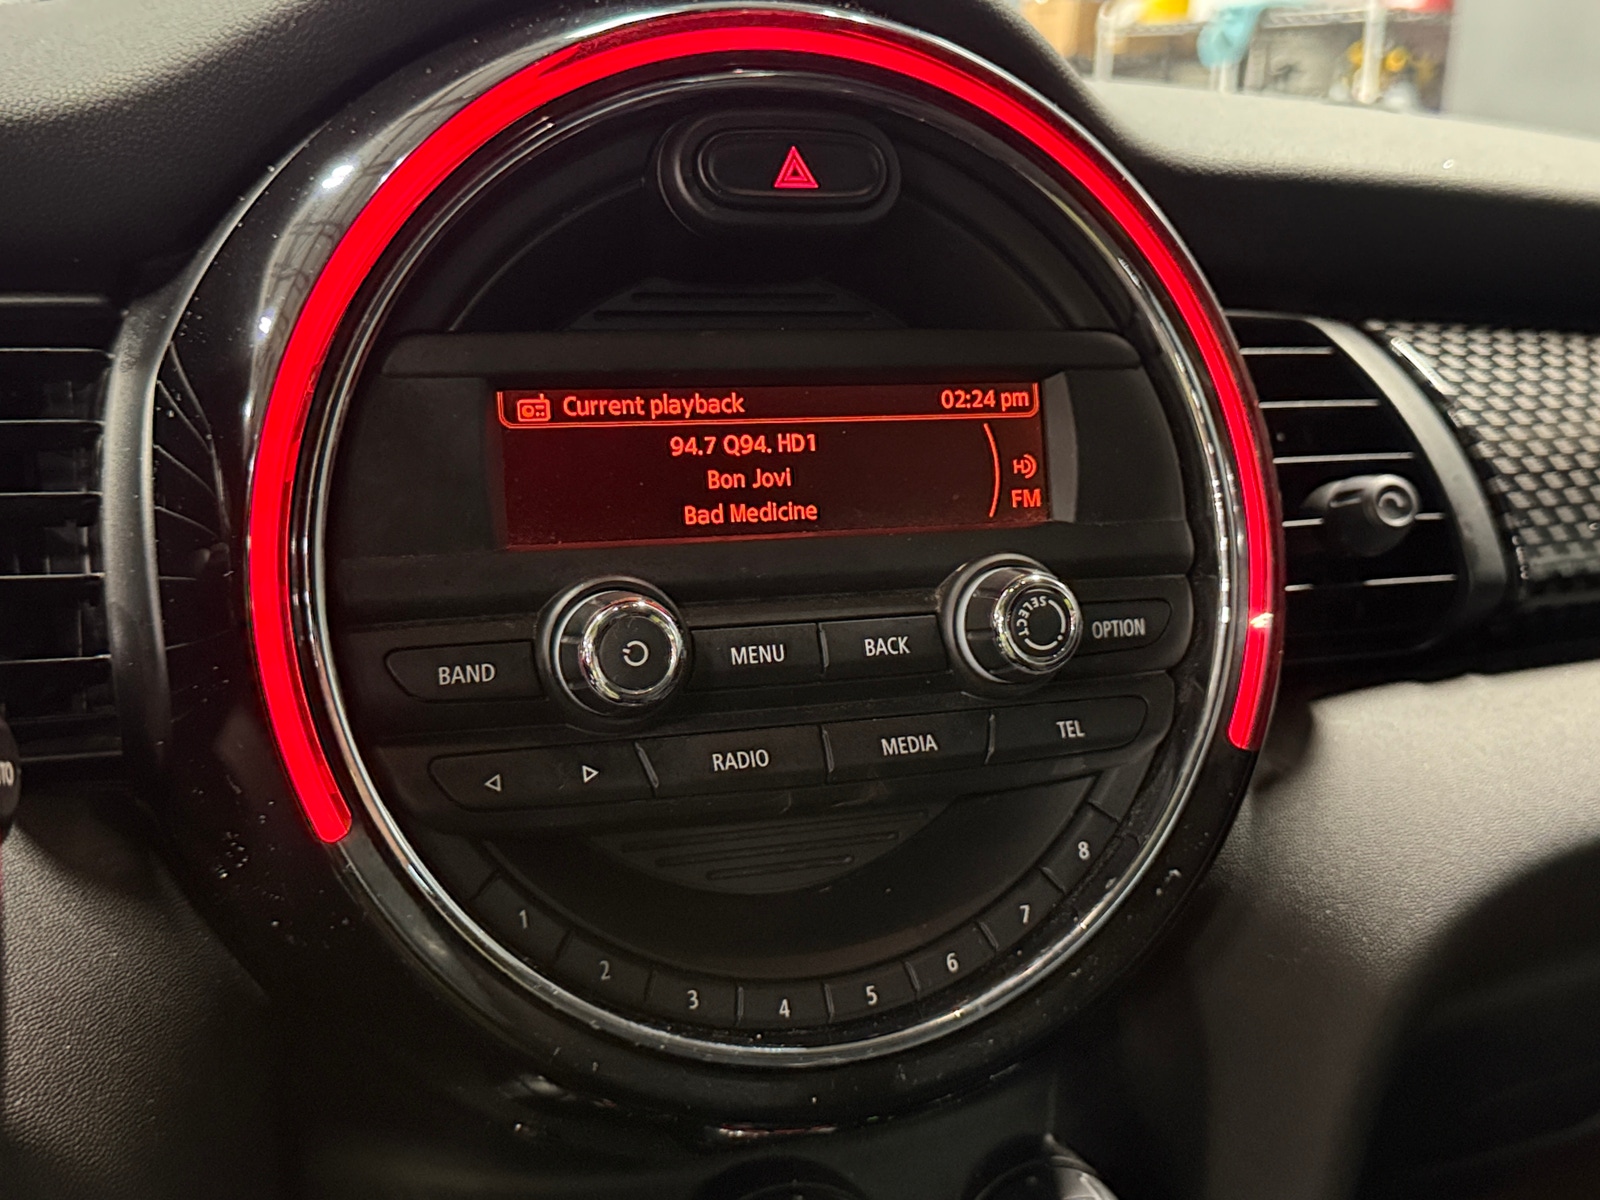 Current playback 02:24 pm
94.7 Q94. HD1
Bon Jovi
HD
Bad Medicine
FM
BAND
MENU
BACK
SELECT
OPTION
RADIO
MEDIA
TEL
1
2
3
4
5
6
7
8